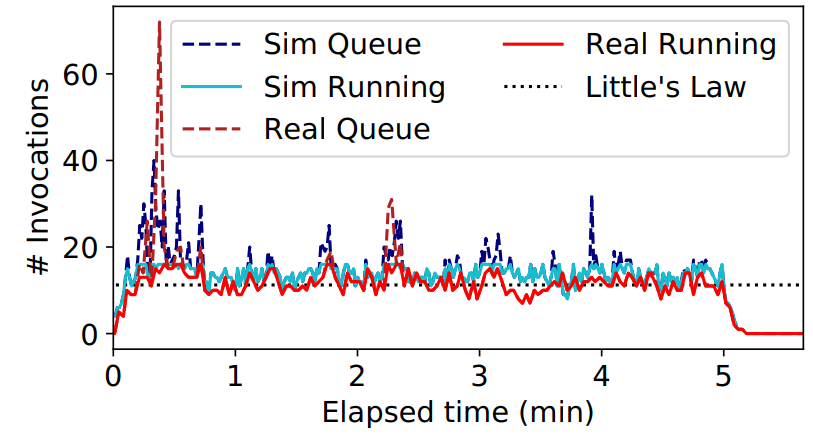 # Invocations
60
40
20
0
Sim Queue
Sim Running
Real Queue
Real Running
Little's Law
0 1 2 3 4 5
Elapsed time (min)